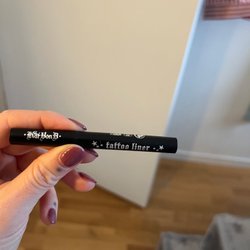 Kat Von D
tattoo liner